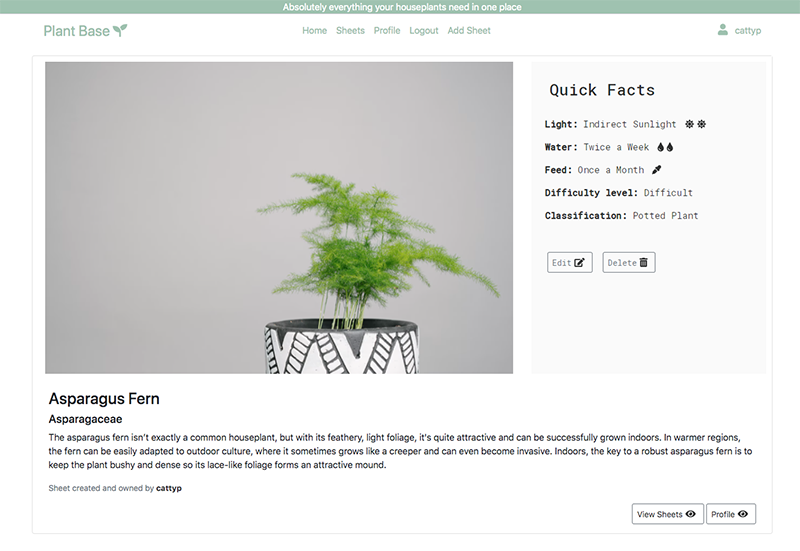 Absolutely everything your houseplants need in one place
Plant Base
Home Sheets Profile Logout Add Sheet
cattyp
Quick Facts
Light: Indirect Sunlight
Water: Twice a Week
Feed: Once a Month
Difficulty level: Difficult
Classification: Potted Plant
Edit Delete
Asparagus Fern
Asparagaceae
The asparagus fern isn't exactly a common houseplant, but with its feathery, light foliage, it's quite attractive and can be successfully grown indoors. In warmer regions,
the fern can be easily adapted to outdoor culture, where it sometimes grows like a creeper and can even become invasive. Indoors, the key to a robust asparagus fern is to
keep the plant bushy and dense so its lace-like foliage forms an attractive mound.
Sheet created and owned by cattyp
View Sheets Profile